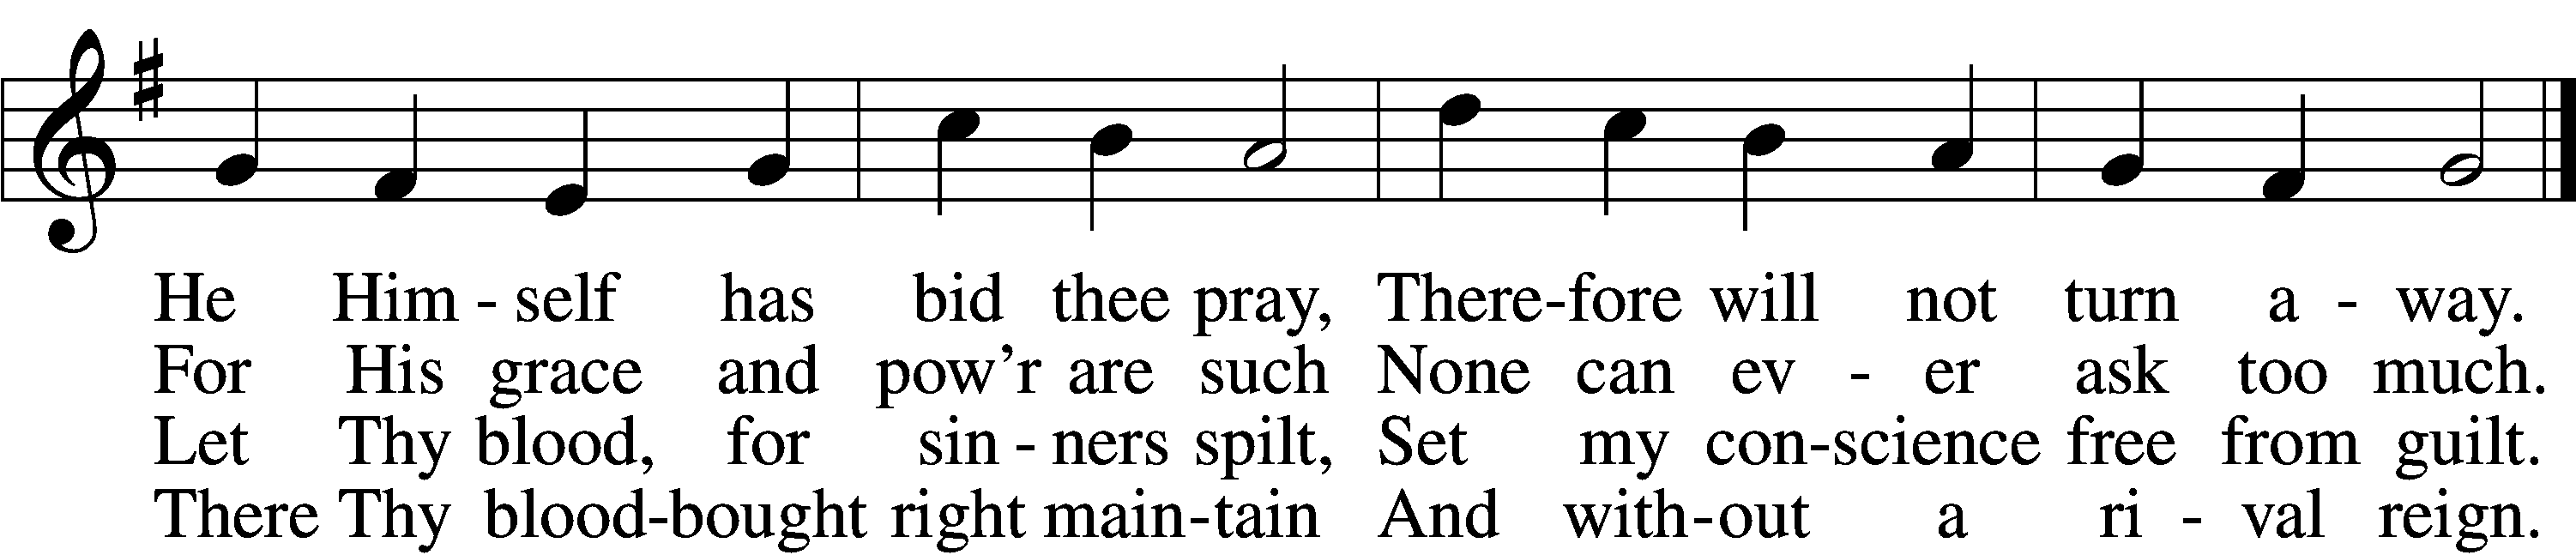 He Him - self has bid thee pray, There-fore will not turn a - way.
For His grace and pow'r are such None can ev - er ask too much.
Let Thy blood, for sin - ners spilt, Set my con-science free from guilt.
There Thy blood-bought right main-tain And with-out a ri - val reign.